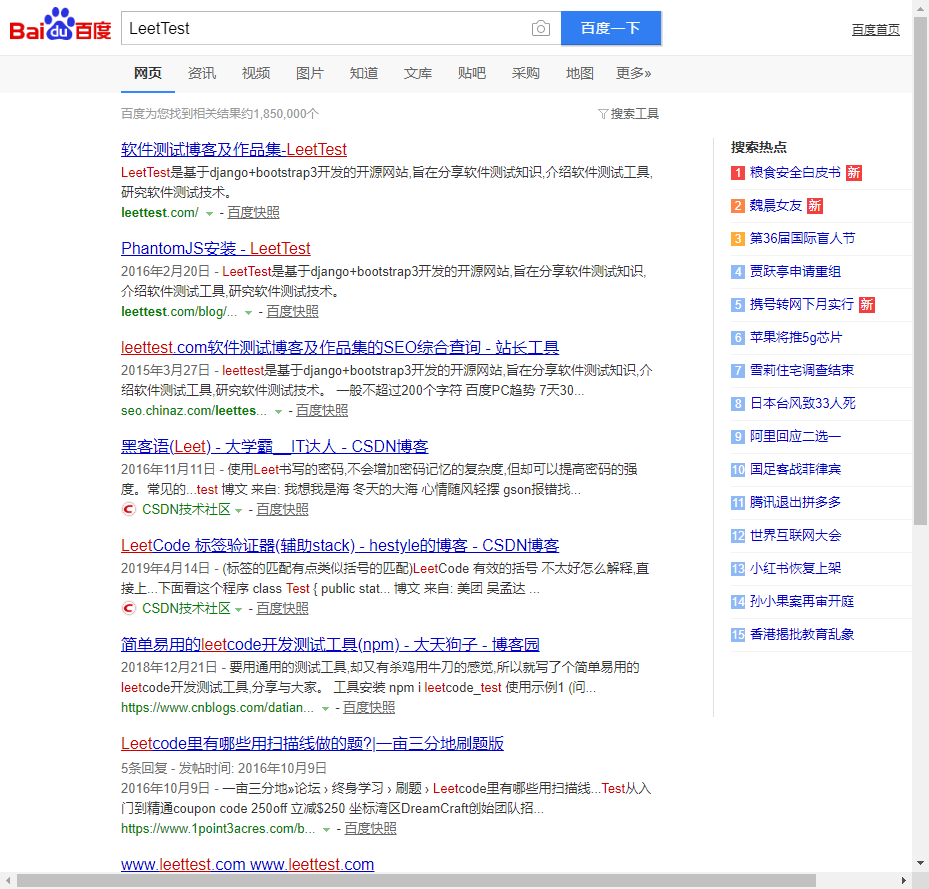 Bai du 百度
LeetTest
百度一下
百度首页
网页 资讯 视频 图片 知道 文库 贴吧 采购 地图 更多»
百度为您找到相关结果约1,850,000个
搜索工具
软件测试博客及作品集-LeetTest
LeetTest是基于django+bootstrap3开发的开源网站,旨在分享软件测试知识,介绍软件测试工具,
研究软件测试技术。
leettest.com/ - 百度快照
PhantomJS安装 - LeetTest
2016年2月20日 - LeetTest是基于django+bootstrap3开发的开源网站,旨在分享软件测试知识,
介绍软件测试工具,研究软件测试技术。
leettest.com/blog/... - 百度快照
leettest.com软件测试博客及作品集的SEO综合查询 - 站长工具
2015年3月27日 - leettest是基于django+bootstrap3开发的开源网站,旨在分享软件测试知识,介
绍软件测试工具,研究软件测试技术。 一般不超过200个字符 百度PC趋势 7天30...
seo.chinaz.com/leettes... - 百度快照
黑客语(Leet) - 大学霸__IT达人 - CSDN博客
2016年11月11日 - 使用Leet书写的密码,不会增加密码记忆的复杂度,但却可以提高密码的强
度。常见的...test 博文 来自: 我想我是海 冬天的大海 心情随风轻摆 gson报错找...
CSDN技术社区 - 百度快照
LeetCode 标签验证器(辅助stack) - hestyle的博客 - CSDN博客
2019年4月14日 - (标签的匹配有点类似括号的匹配)LeetCode 有效的括号 不太好怎么解释,直
接上...下面看这个程序 class Test { public stat... 博文 来自: 美团 吴孟达 ...
CSDN技术社区 - 百度快照
简单易用的leetcode开发测试工具(npm) - 大天狗子 - 博客园
2018年12月21日 - 要用通用的测试工具,却又有杀鸡用牛刀的感觉,所以就写了个简单易用的
leetcode开发测试工具,分享与大家。 工具安装 npm i leetcode_test 使用示例1 (问...
https://www.cnblogs.com/datian... - 百度快照
Leetcode里有哪些用扫描线做的题?|一亩三分地刷题版
5条回复 - 发帖时间: 2016年10月9日
2016年10月9日 - 一亩三分地»论坛 › 终身学习 › 刷题 › Leetcode里有哪些用扫描线...Test从入
门到精通coupon code 250off 立减$250 坐标湾区DreamCraft创始团队招...
https://www.1point3acres.com/b... - 百度快照
www.leettest.com www.leettest.com
搜索热点
1 粮食安全白皮书 新
2 魏晨女友 新
3 第36届国际盲人节
4 贾跃亭申请重组
5 携号转网下月实行 新
6 苹果将推5g芯片
7 雪莉住宅调查结束
8 日本台风致33人死
9 阿里回应二选一
10 国足客战菲律宾
11 腾讯退出拼多多
12 世界互联网大会
13 小红书恢复上架
14 孙小果案再审开庭
15 香港揭批教育乱象